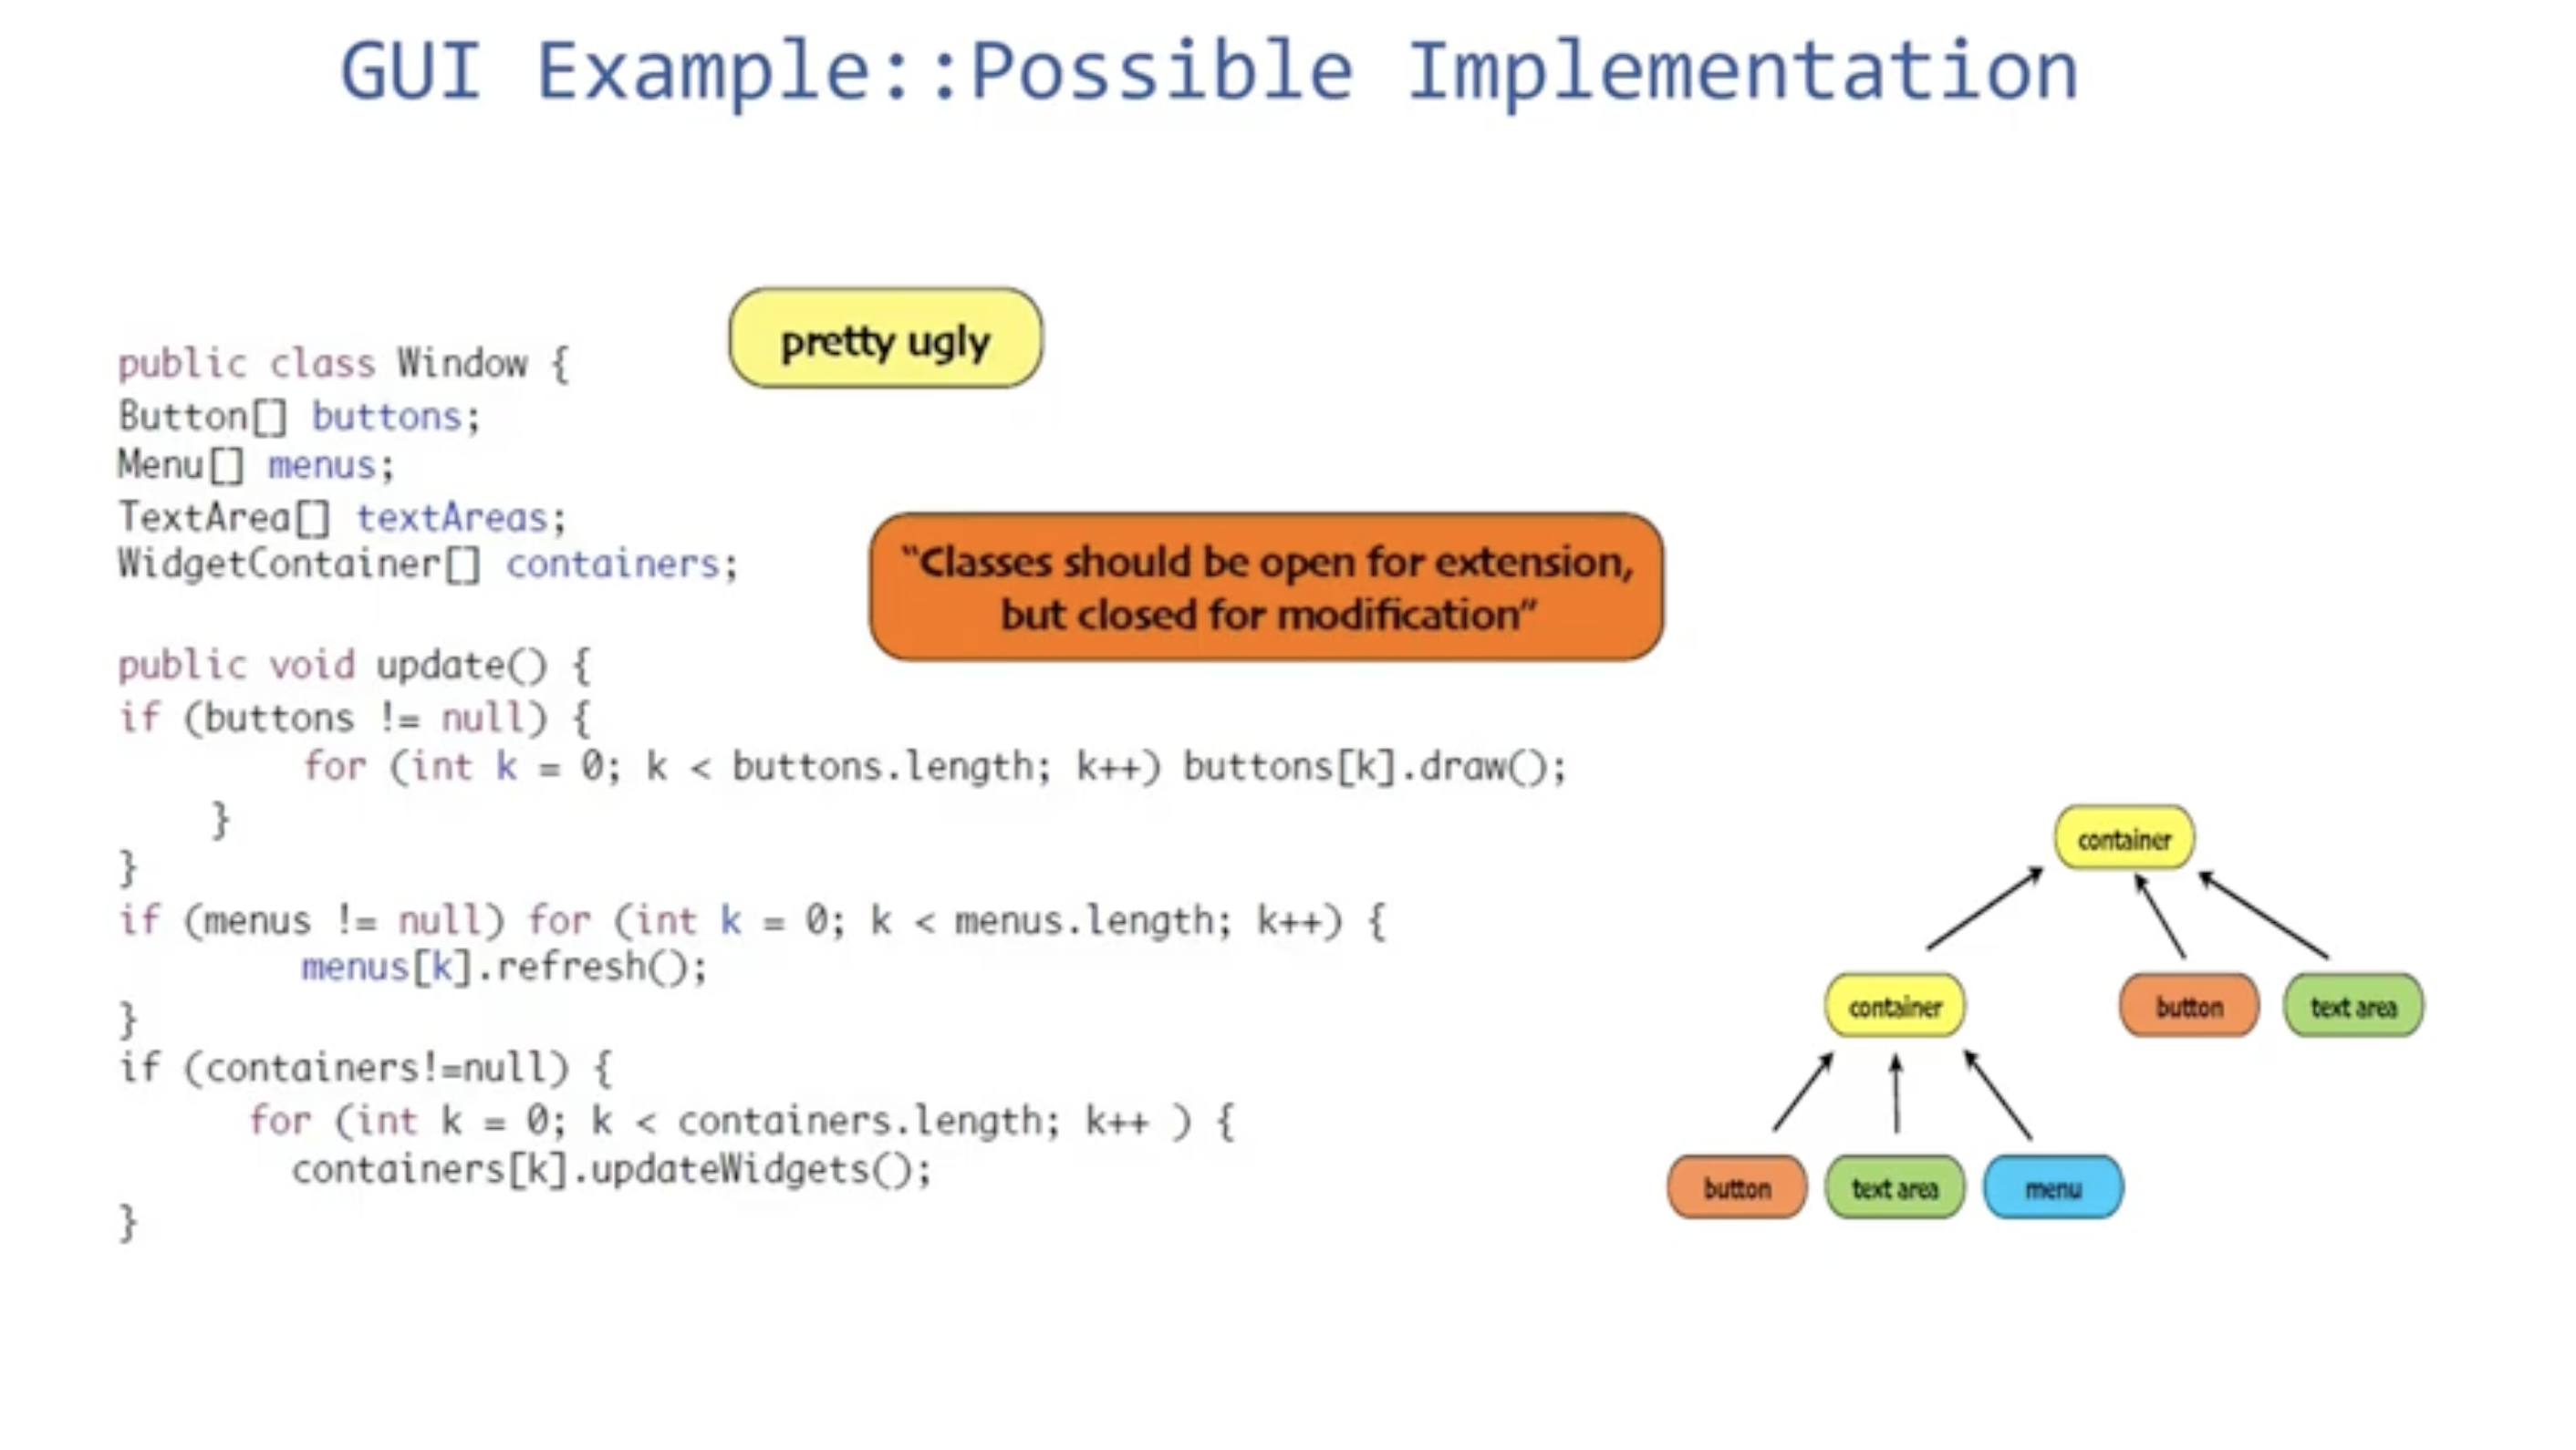 GUI Example::Possible Implementation
pretty ugly
public class Window {
Button[] buttons;
Menu[] menus;
TextArea[] textAreas;
WidgetContainer[] containers;
“Classes should be open for extension,
but closed for modification”
public void update() {
if (buttons != null) {
for (int k = 0; k < buttons.length; k++) buttons[k].draw();
}
}
if (menus != null) for (int k = 0; k < menus.length; k++) {
menus[k].refresh();
}
if (containers!=null) {
for (int k = 0; k < containers.length; k++ ) {
containers[k].updateWidgets();
}
container
container
button
text area
button
text area
menu